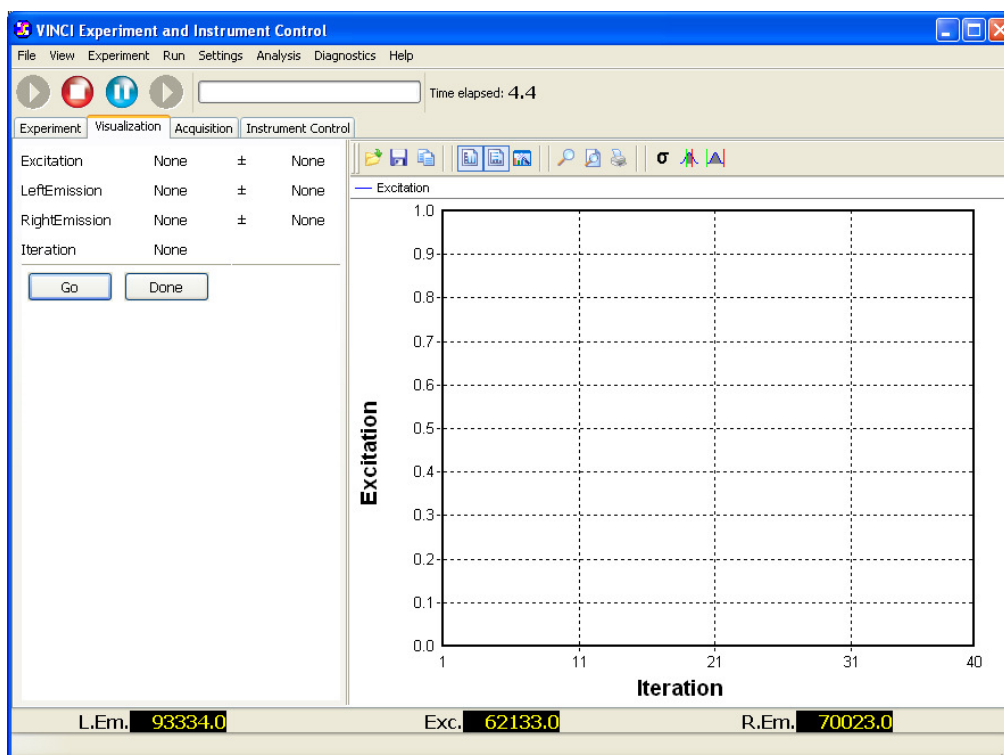 VINCI Experiment and Instrument Control
File View Experiment Run Settings Analysis Diagnostics Help
Time elapsed: 4.4
Experiment Visualization Acquisition Instrument Control
Excitation None ± None
LeftEmission None ± None
RightEmission None ± None
Iteration None
Go Done
σ
Excitation
1.0
0.9
0.8
0.7
0.6
0.5
0.4
0.3
0.2
0.1
0.0
Excitation
1 11 21 31 40
Iteration
L.Em. 93334.0 Exc. 62133.0 R.Em. 70023.0